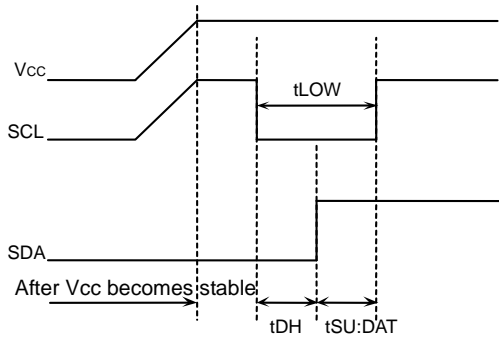 VCC
tLOW
SCL
SDA
After Vcc becomes stable
tDH
tSU:DAT